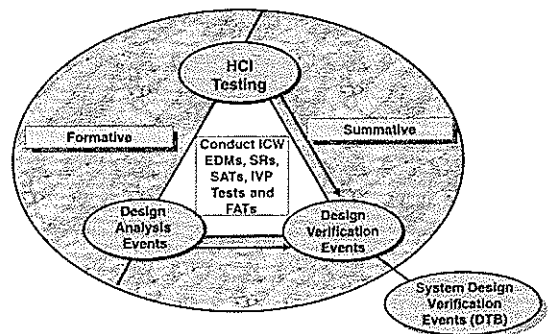 HCI
Testing
Formative
Summative
Conduct ICW
EDMs, SRs,
SATs, IVP
Tests and
FATs
Design
Analysis
Events
Design
Verification
Events
System Design
Verification
Events (DTB)